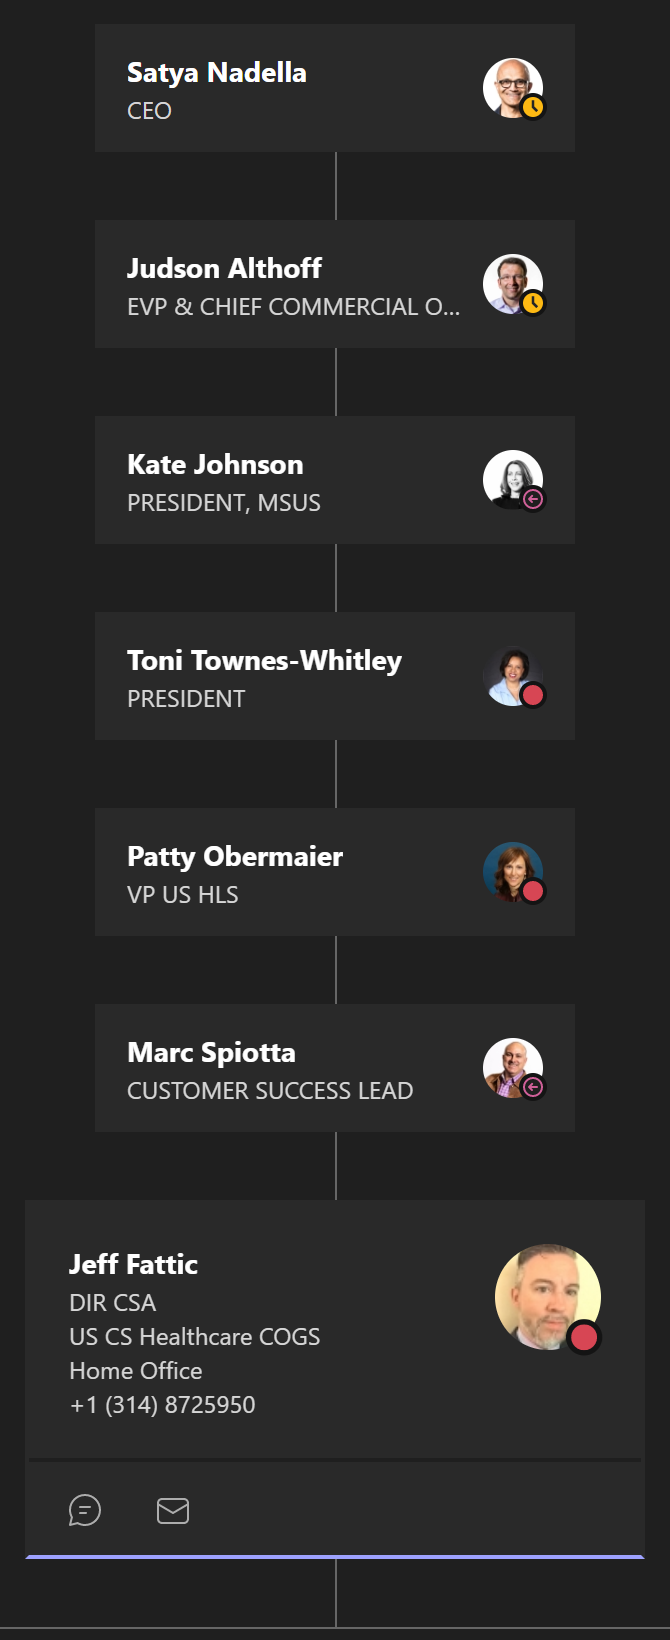 Satya Nadella
CEO
Judson Althoff
EVP & CHIEF COMMERCIAL O...
Kate Johnson
PRESIDENT, MSUS
Toni Townes-Whitley
PRESIDENT
Patty Obermaier
VP US HLS
Marc Spiotta
CUSTOMER SUCCESS LEAD
Jeff Fattic
DIR CSA
US CS Healthcare COGS
Home Office
+1 (314) 8725950